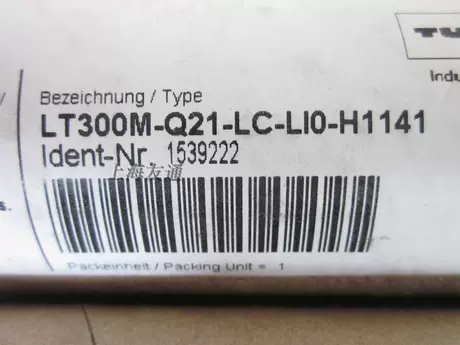 TU
Indu
Bezeichnung / Type
LT300M-Q21-LC-LI0-H1141
Ident-Nr. 1539222
上海友通
s.
Packeinheit / Packing Unit = 1